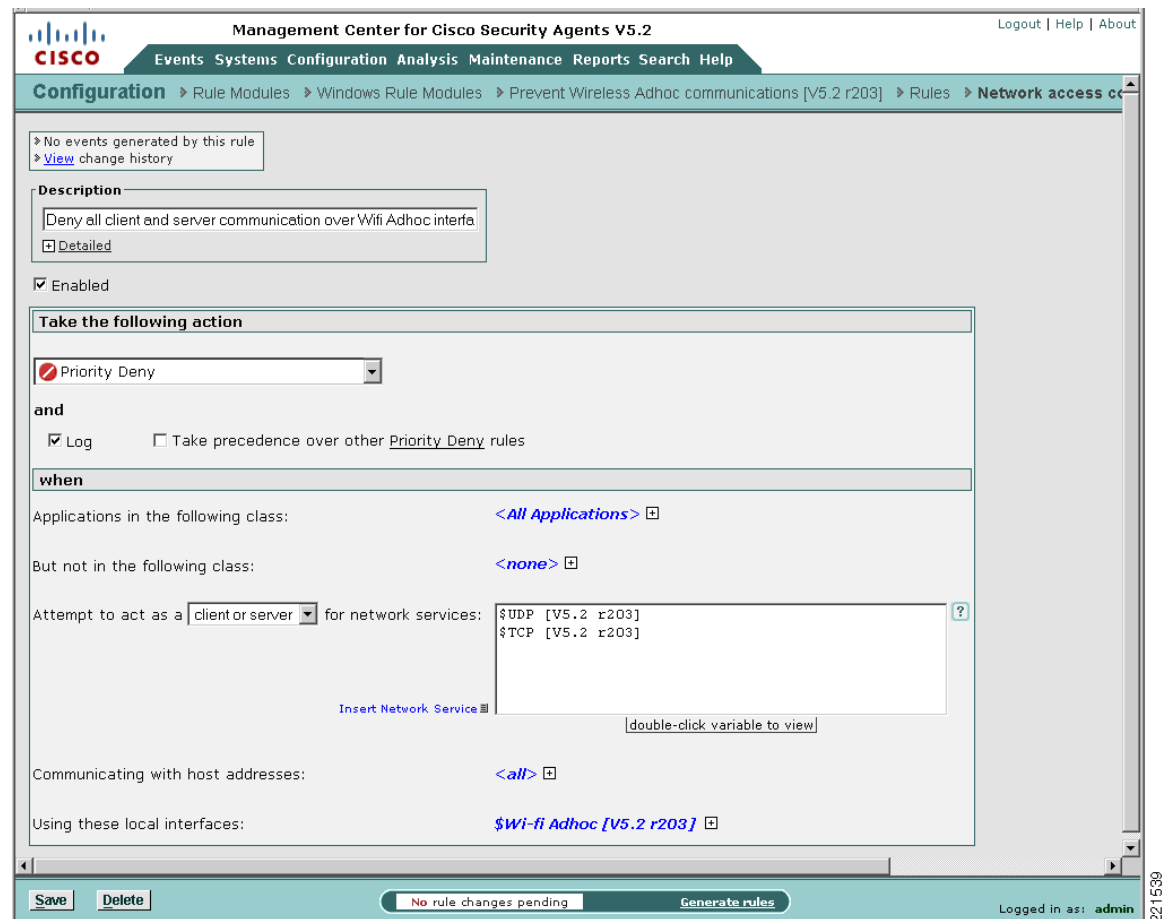 Management Center for Cisco Security Agents V5.2
Logout | Help | About
CISCO
Events Systems Configuration Analysis Maintenance Reports Search Help
Configuration > Rule Modules > Windows Rule Modules > Prevent Wireless Adhoc communications [V5.2 r203] > Rules > Network access co
No events generated by this rule
View change history
Description
Deny all client and server communication over Wifi Adhoc interfa
Detailed
Enabled
Take the following action
Priority Deny
and
Log Take precedence over other Priority Deny rules
when
Applications in the following class: <All Applications>
But not in the following class: <none>
Attempt to act as a client or server for network services: $UDP [V5.2 r203]
$TCP [V5.2 r203]
?
Insert Network Service
double-click variable to view
Communicating with host addresses: <all>
Using these local interfaces: $Wi-fi Adhoc [V5.2 r203]
Save Delete No rule changes pending Generate rules Logged in as: admin
221539